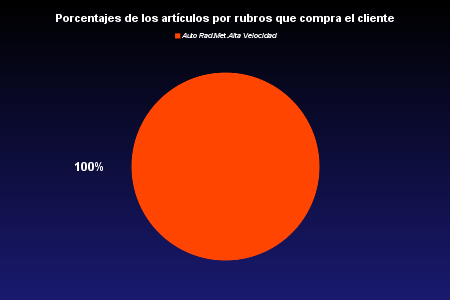 Porcentajes de los artículos por rubros que compra el cliente
Auto Rad.Met.Alta Velocidad
100%